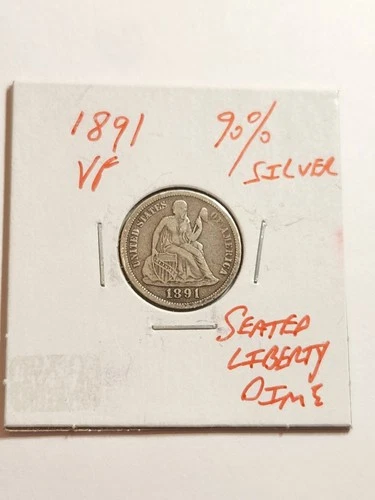 1891
VF
90%
SILVER
UNITED STATES OF AMERICA
1891
SEATED
LIBERTY
DIME